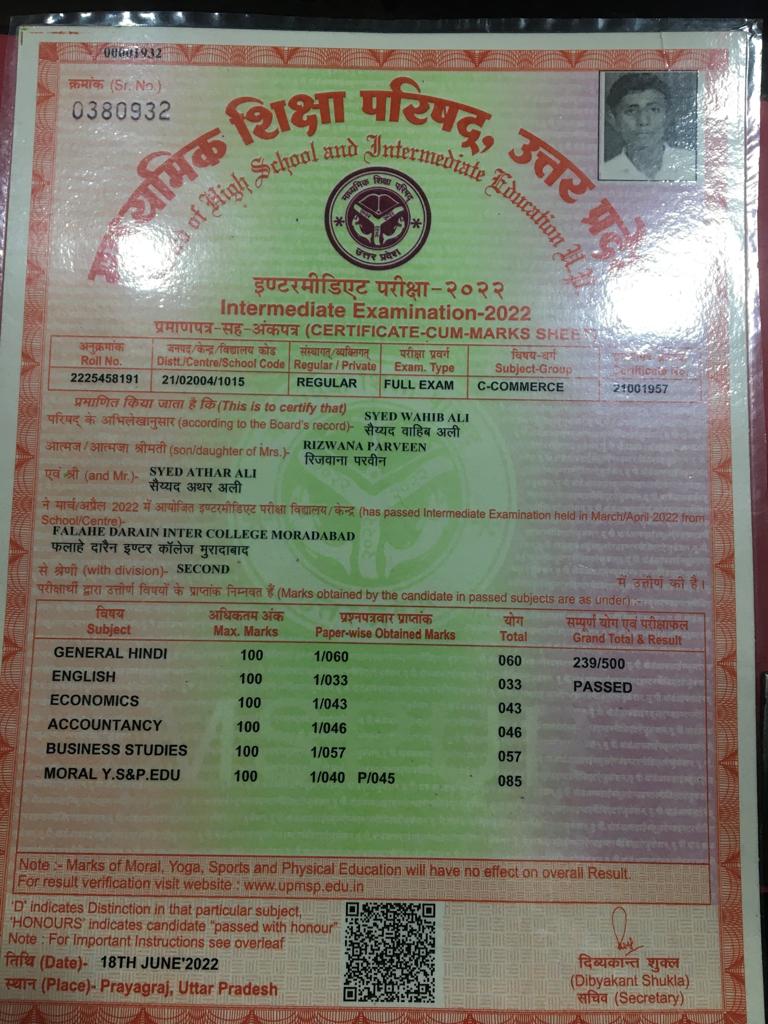 00001932
क्रमांक (Sr. No.)
0380932
माध्यमिक शिक्षा परिषद्, उत्तर प्रदेश
of High School and Intermediate Education U.P.
माध्यमिक शिक्षा परिषद
उत्तर प्रदेश
इण्टरमीडिएट परीक्षा-२०२२
Intermediate Examination-2022
प्रमाणपत्र-सह-अंकपत्र (CERTIFICATE-CUM-MARKS SHEET)
अनुक्रमांक जनपद/केन्द्र/विद्यालय कोड संस्थागत/व्यक्तिगत परीक्षा प्रवर्ग विषय-वर्ग
Roll No. Distt./Centre/School Code Regular / Private Exam. Type Subject-Group Certificate No.
2225458191 21/02004/1015 REGULAR FULL EXAM C-COMMERCE 21001957
प्रमाणित किया जाता है कि (This is to certify that)
परिषद् के अभिलेखानुसार (according to the Board's record)- SYED WAHIB ALI
सैय्यद वाहिब अली
आत्मज/आत्मजा श्रीमती (son/daughter of Mrs.)- RIZWANA PARVEEN
रिजवाना परवीन
एवं श्री (and Mr.)- SYED ATHAR ALI
सैय्यद अथर अली
ने मार्च/अप्रैल 2022 में आयोजित इण्टरमीडिएट परीक्षा विद्यालय/केन्द्र (has passed Intermediate Examination held in March/April 2022 from
School/Centre)-
FALAHE DARAIN INTER COLLEGE MORADABAD
फलाहे दारैन इण्टर कॉलेज मुरादाबाद
से श्रेणी (with division)- SECOND में उत्तीर्ण की है।
परीक्षार्थी द्वारा उत्तीर्ण विषयों के प्राप्तांक निम्नवत हैं (Marks obtained by the candidate in passed subjects are as under):-
विषय अधिकतम अंक प्रश्नपत्रवार प्राप्तांक योग सम्पूर्ण योग एवं परीक्षाफल
Subject Max. Marks Paper-wise Obtained Marks Total Grand Total & Result
GENERAL HINDI 100 1/060 060 239/500
ENGLISH 100 1/033 033 PASSED
ECONOMICS 100 1/043 043
ACCOUNTANCY 100 1/046 046
BUSINESS STUDIES 100 1/057 057
MORAL Y.S&P.EDU 100 1/040 P/045 085
Note :- Marks of Moral, Yoga, Sports and Physical Education will have no effect on overall Result.
For result verification visit website : www.upmsp.edu.in
'D' indicates Distinction in that particular subject,
'HONOURS' indicates candidate "passed with honour"
Note : For Important Instructions see overleaf
तिथि (Date)- 18TH JUNE'2022
स्थान (Place)- Prayagraj, Uttar Pradesh
दिब्यकान्त शुक्ल
(Dibyakant Shukla)
सचिव (Secretary)